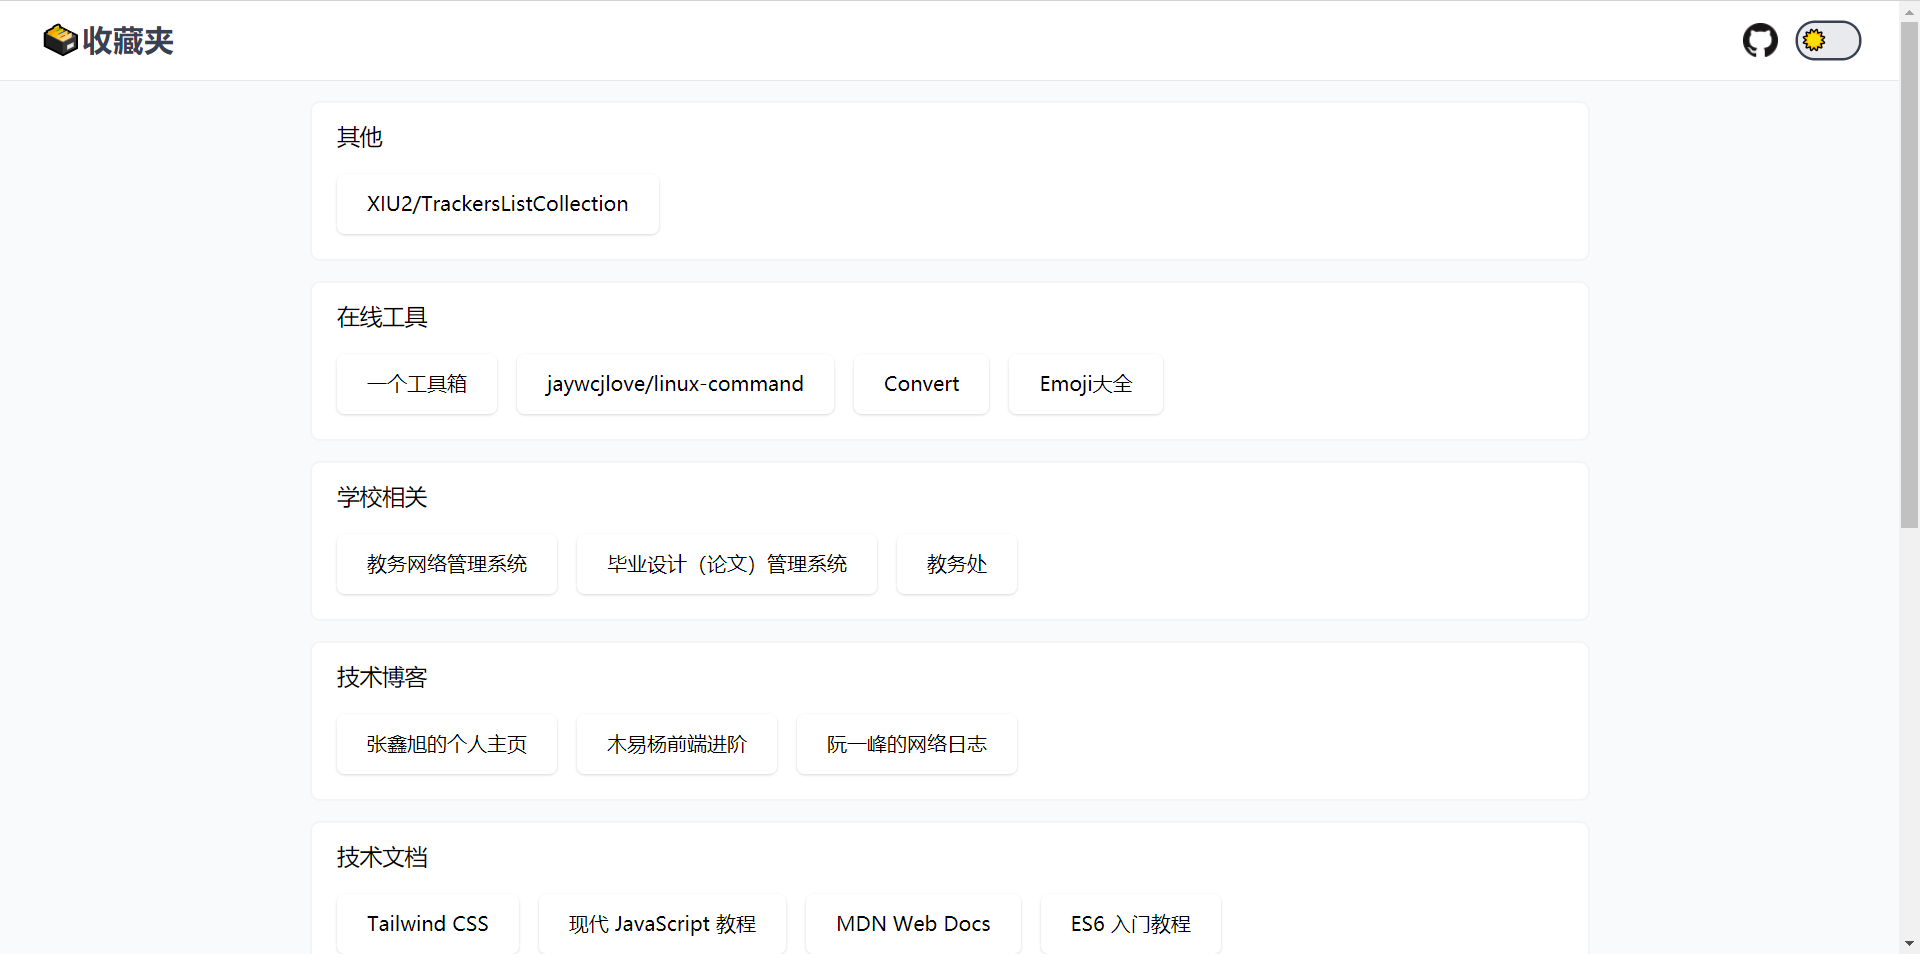 收藏夹
其他
XIU2/TrackersListCollection
在线工具
一个工具箱 jaywcjlove/linux-command Convert Emoji大全
学校相关
教务网络管理系统 毕业设计（论文）管理系统 教务处
技术博客
张鑫旭的个人主页 木易杨前端进阶 阮一峰的网络日志
技术文档
Tailwind CSS 现代 JavaScript 教程 MDN Web Docs ES6 入门教程